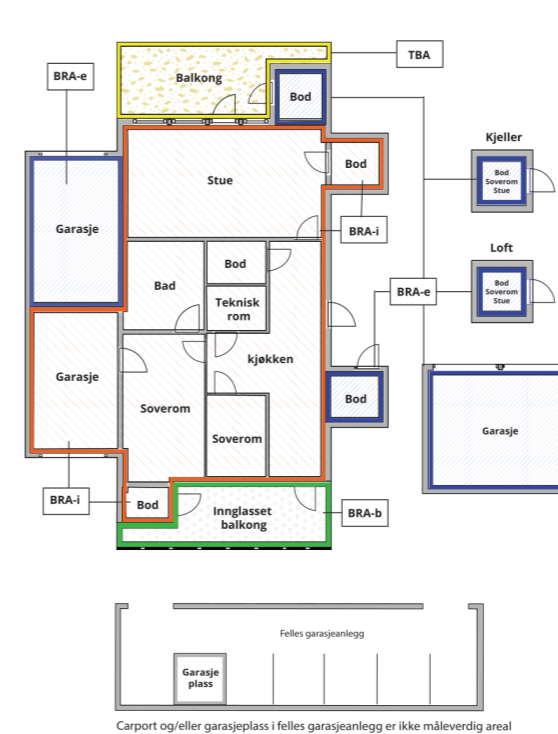 TBA
BRA-e
Balkong
Bod
Kjeller
Bod
Soverom
Stue
Bod
Stue
BRA-i
Garasje
Loft
Bod
Bad
Bod
Soverom
Stue
BRA-e
Teknisk
rom
kjøkken
Garasje
Soverom
Bod
Garasje
Soverom
BRA-i
Bod
Innglasset
balkong
BRA-b
Felles garasjeanlegg
Garasje
plass
Carport og/eller garasjeplass i felles garasjeanlegg er ikke måleverdig areal